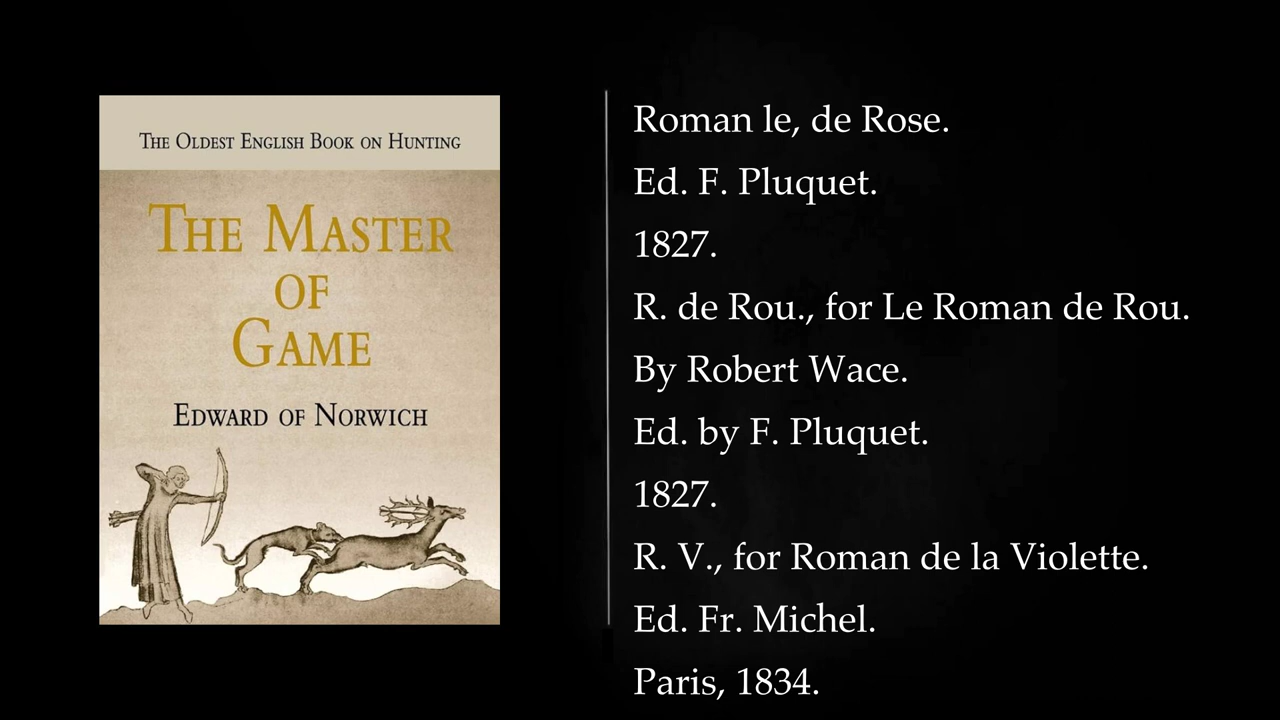 The Oldest English Book on Hunting
The Master
of
Game
Edward of Norwich
Roman le, de Rose.
Ed. F. Pluquet.
1827.
R. de Rou., for Le Roman de Rou.
By Robert Wace.
Ed. by F. Pluquet.
1827.
R. V., for Roman de la Violette.
Ed. Fr. Michel.
Paris, 1834.